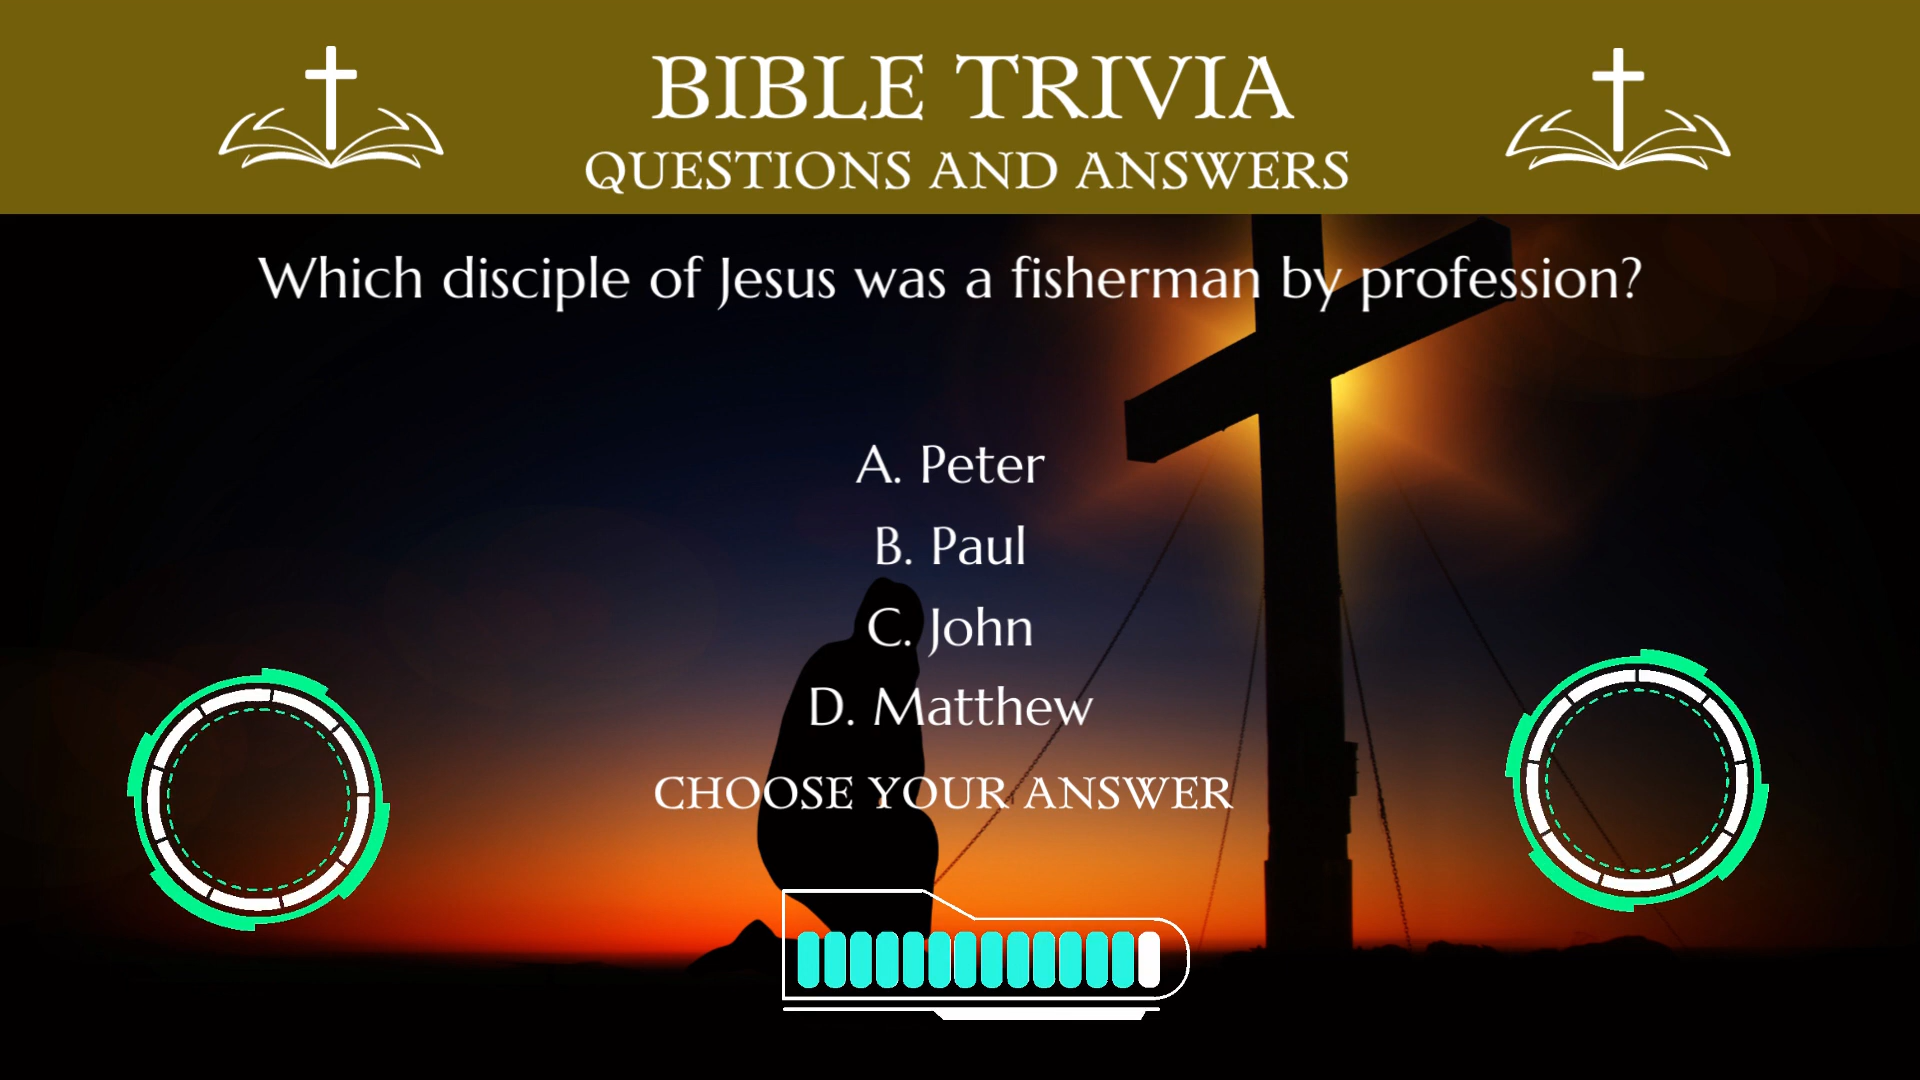 BIBLE TRIVIA
QUESTIONS AND ANSWERS
Which disciple of Jesus was a fisherman by profession?
A. Peter
B. Paul
C. John
D. Matthew
CHOOSE YOUR ANSWER